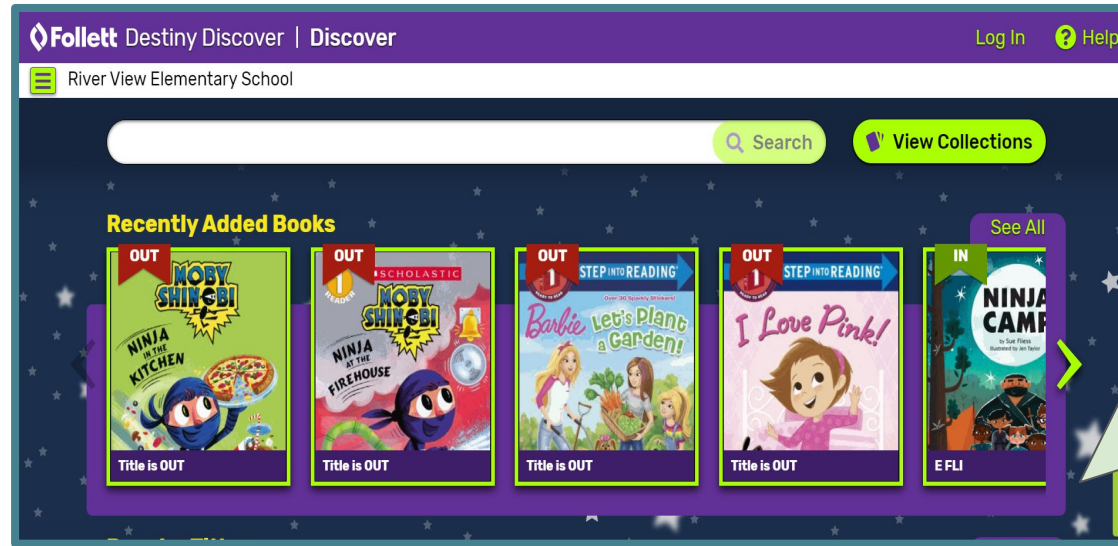 Follett Destiny Discover | Discover
Log In
? Help
River View Elementary School
Search
View Collections
Recently Added Books
See All
OUT
MOBY
SHINOBI
NINJA
IN THE
KITCHEN
Title is OUT
OUT
SCHOLASTIC
1
READER
MOBY
SHINOBI
NINJA
AT THE
FIREHOUSE
Title is OUT
OUT
1
STEP INTO READING
Over 30 Sparkly Stickers!
Barbie Let's Plant
a Garden!
Title is OUT
OUT
1
STEP INTO READING
I Love Pink!
Title is OUT
IN
NINJA
CAMP
by Sue Fliess
Illustrated by Jen Taylor
E FLI